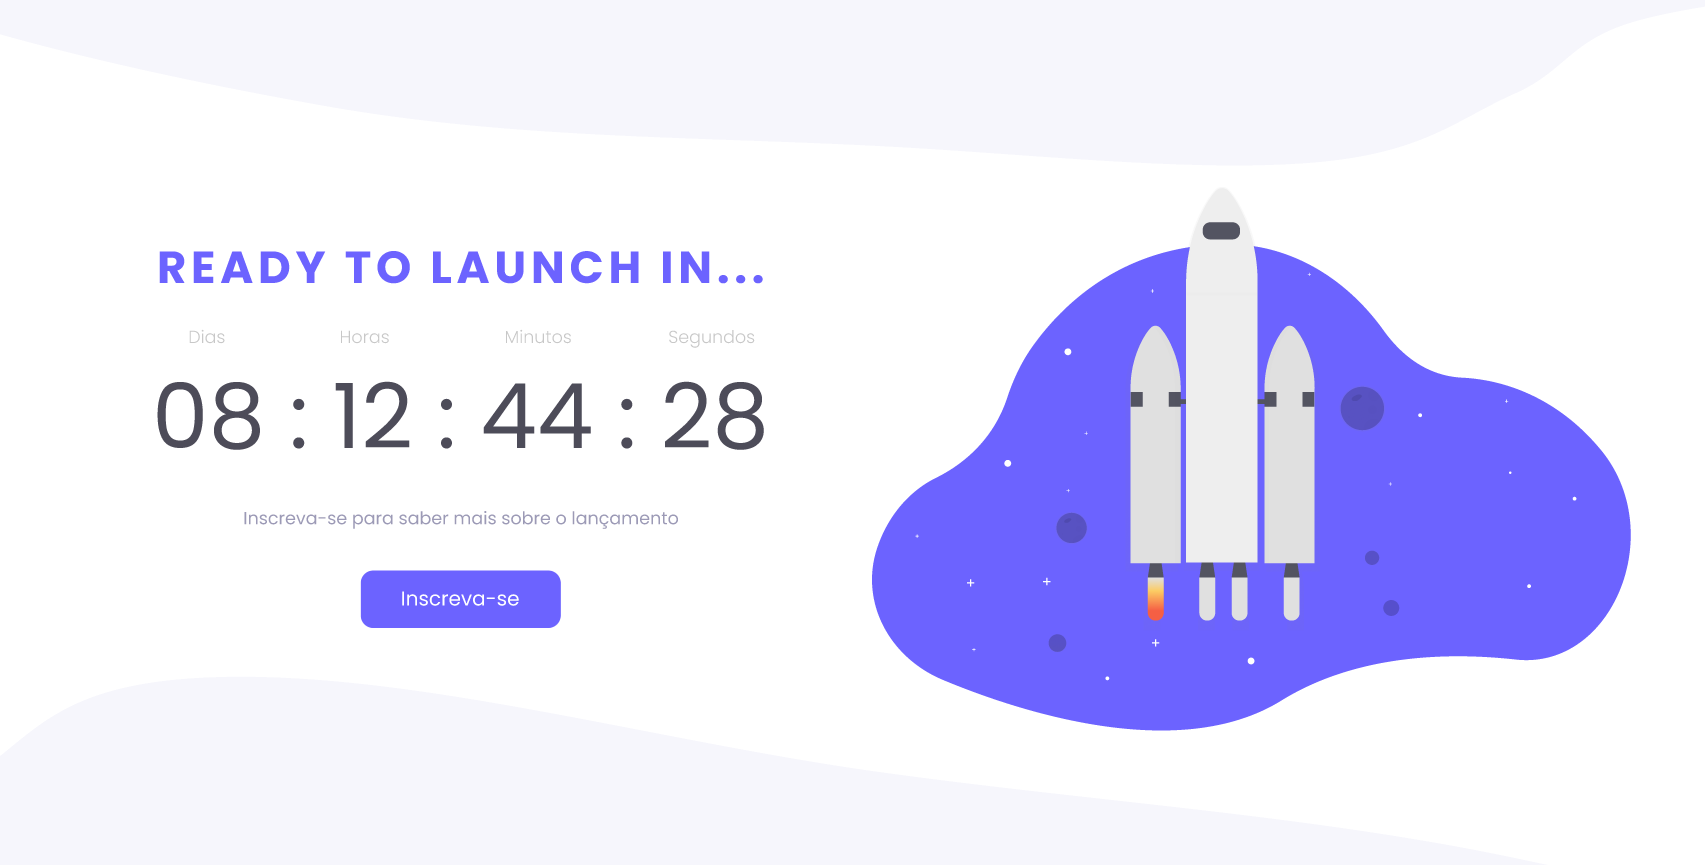 READY TO LAUNCH IN...
Dias Horas Minutos Segundos
08 : 12 : 44 : 28
Inscreva-se para saber mais sobre o lançamento
Inscreva-se